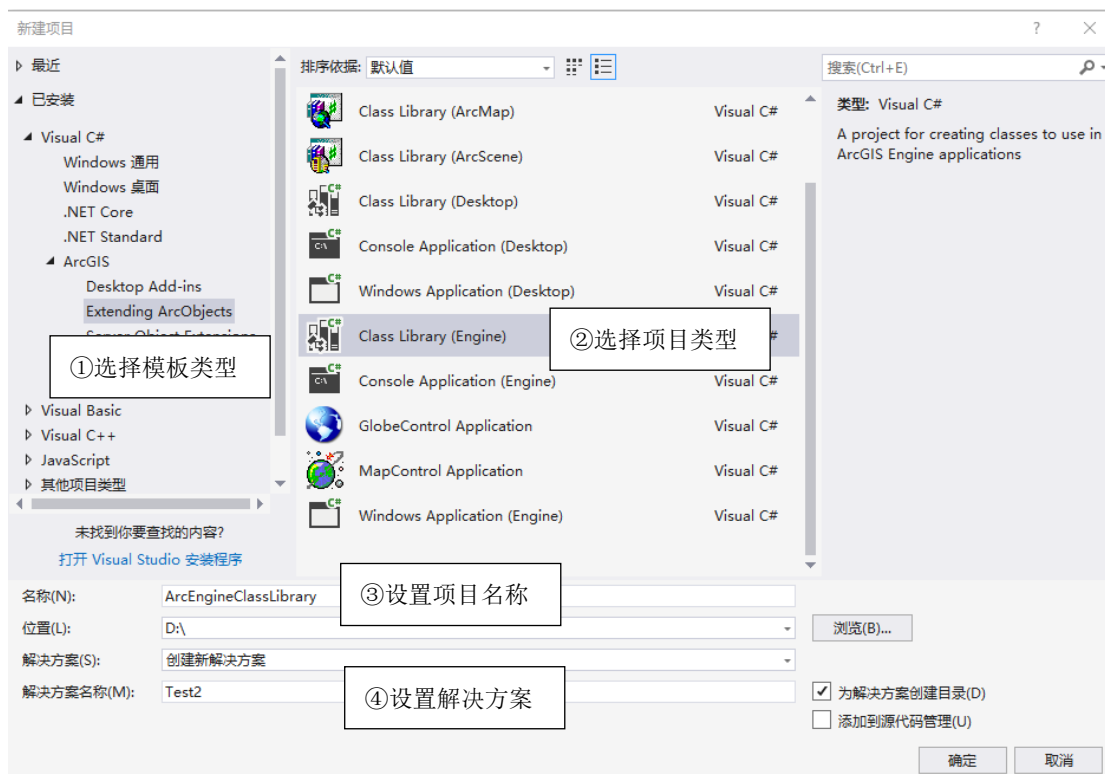 新建项目
?
最近
已安装
Visual C#
Windows 通用
Windows 桌面
.NET Core
.NET Standard
ArcGIS
Desktop Add-ins
Extending ArcObjects
①选择模板类型
Visual Basic
Visual C++
JavaScript
其他项目类型
未找到你要查找的内容?
打开 Visual Studio 安装程序
排序依据: 默认值
Class Library (ArcMap) Visual C#
Class Library (ArcScene) Visual C#
Class Library (Desktop) Visual C#
Console Application (Desktop) Visual C#
Windows Application (Desktop) Visual C#
Class Library (Engine)
②选择项目类型
Console Application (Engine) Visual C#
GlobeControl Application Visual C#
MapControl Application Visual C#
Windows Application (Engine) Visual C#
搜索(Ctrl+E)
类型: Visual C#
A project for creating classes to use in
ArcGIS Engine applications
名称(N): ArcEngineClassLibrary
③设置项目名称
位置(L): D:\
浏览(B)...
解决方案(S): 创建新解决方案
解决方案名称(M): Test2
④设置解决方案
为解决方案创建目录(D)
添加到源代码管理(U)
确定 取消